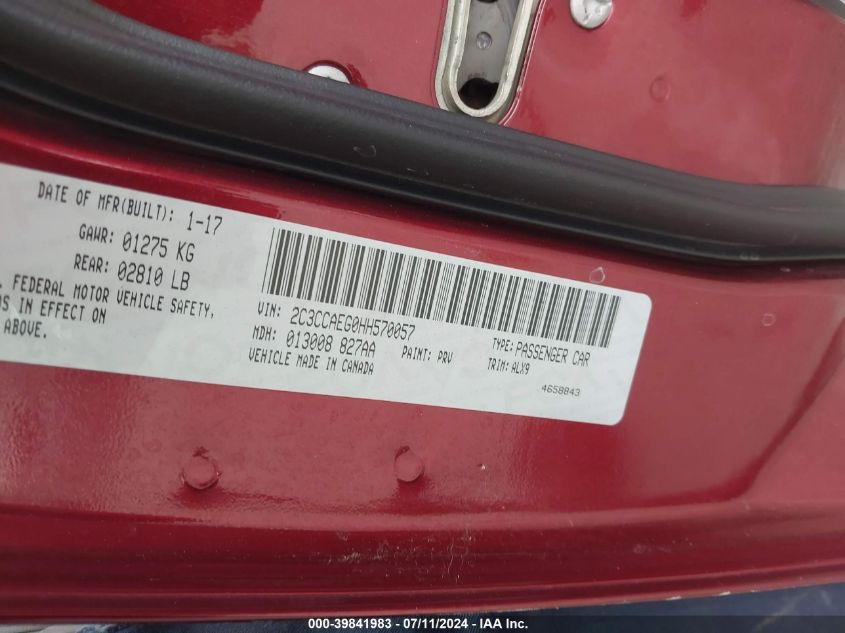 DATE OF MFR(BUILT): 1-17
GAWR: 01275 KG
REAR: 02810 LB
FEDERAL MOTOR VEHICLE SAFETY,
IN EFFECT ON
ABOVE.
VIN: 2C3CCAEG0HH570057
MDH: 013008 827AA
PAINT: PRV
VEHICLE MADE IN CANADA
TYPE: PASSENGER CAR
TRIM: ALX9
4658843
000-39841983 - 07/11/2024 - IAA Inc.